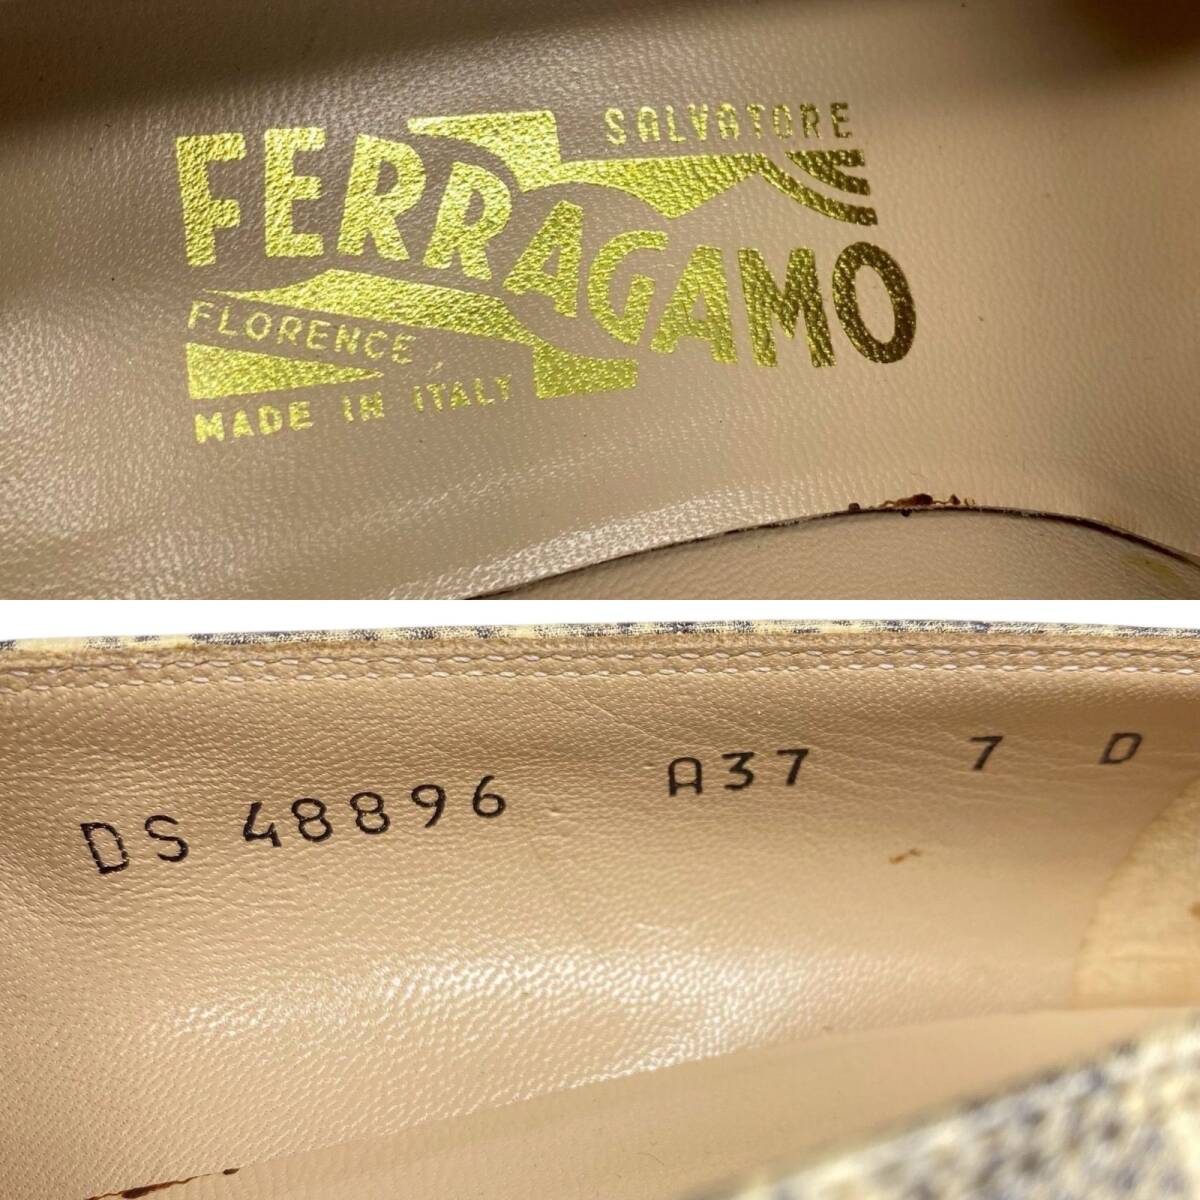 SALVATORE
FERRAGAMO
FLORENCE
MADE IN ITALY
DS 48896 A37 7 D